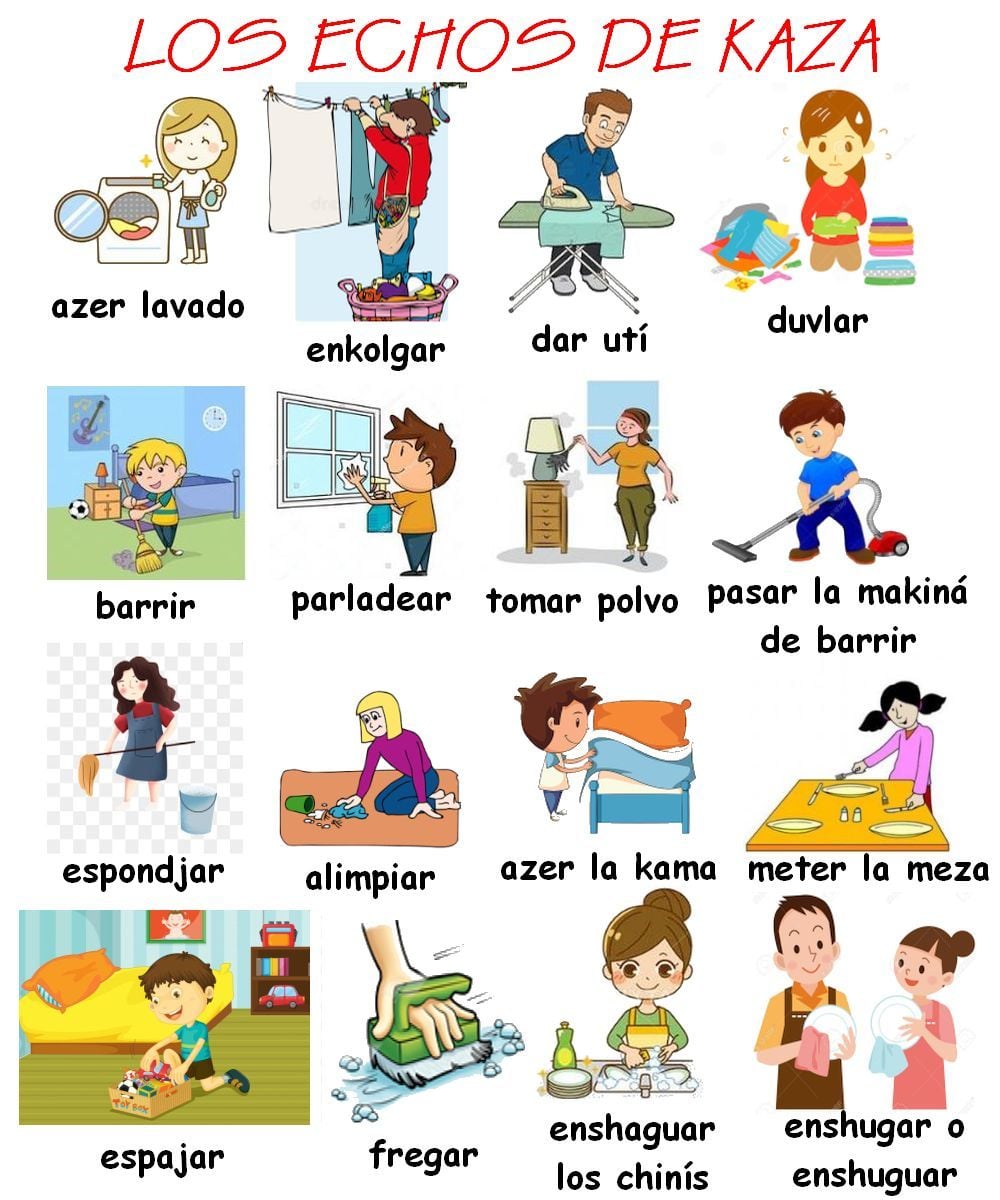 LOS ECHOS DE KAZA
azer lavado
enkolgar
dar utí
duvlar
barrir
parladear
tomar polvo
pasar la makiná
de barrir
espondjar
alimpiar
azer la kama
meter la meza
TOY BOX
espajar
fregar
enshaguar
los chinís
enshugar o
enshuguar